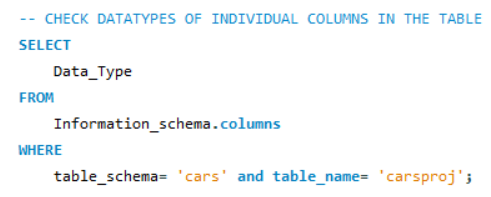 -- CHECK DATATYPES OF INDIVIDUAL COLUMNS IN THE TABLE
SELECT
Data_Type
FROM
Information_schema.columns
WHERE
table_schema= 'cars' and table_name= 'carsproj';